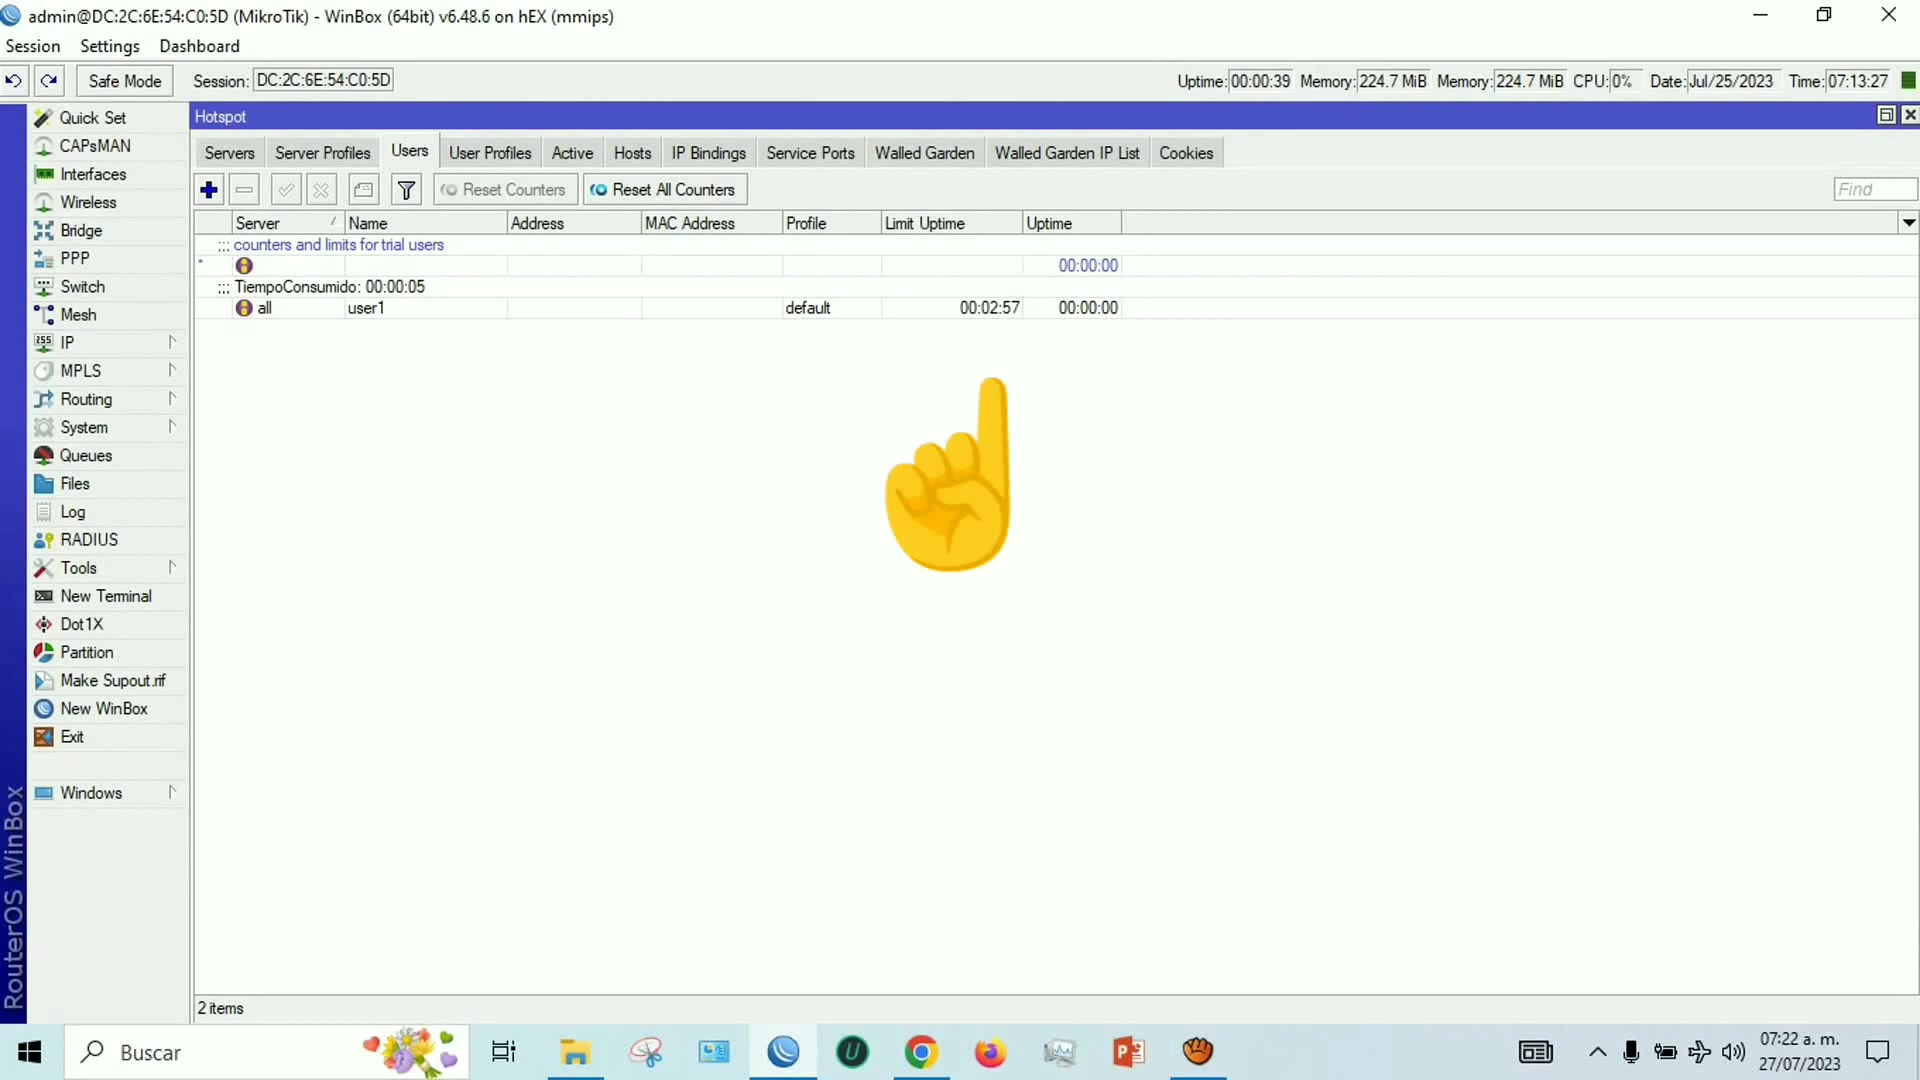 admin@DC:2C:6E:54:C0:5D (MikroTik) - WinBox (64bit) v6.48.6 on hEX (mmips)
Session Settings Dashboard
Safe Mode Session: DC:2C:6E:54:C0:5D Uptime: 00:00:39 Memory: 224.7 MiB Memory: 224.7 MiB CPU: 0% Date: Jul/25/2023 Time: 07:13:27
Quick Set
CAPsMAN
Interfaces
Wireless
Bridge
PPP
Switch
Mesh
IP
MPLS
Routing
System
Queues
Files
Log
RADIUS
Tools
New Terminal
Dot1X
Partition
Make Supout.rif
New WinBox
Exit
Windows
RouterOS WinBox
Hotspot
Servers Server Profiles Users User Profiles Active Hosts IP Bindings Service Ports Walled Garden Walled Garden IP List Cookies
Reset Counters Reset All Counters Find
Server Name Address MAC Address Profile Limit Uptime Uptime
::: counters and limits for trial users
* 00:00:00
::: TiempoConsumido: 00:00:05
all user1 default 00:02:57 00:00:00
2 items
Buscar
07:22 a. m.
27/07/2023